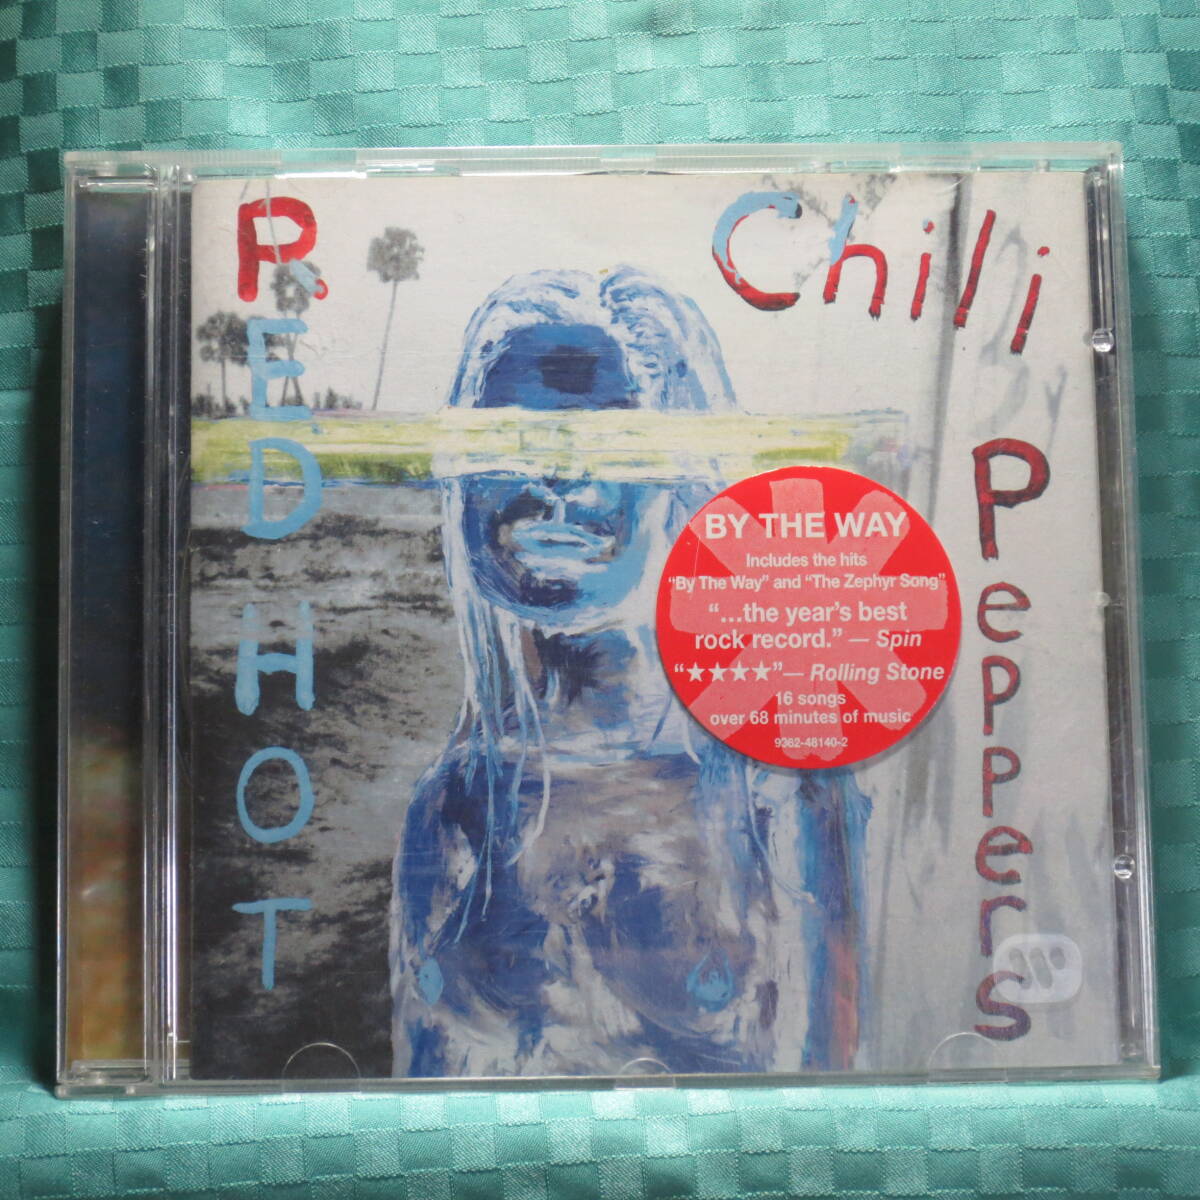 RED HOT
Chili
Peppers
BY THE WAY
Includes the hits
“By The Way” and “The Zephyr Song”
“...the year's best
rock record.” — Spin
“★★★★”— Rolling Stone
16 songs
over 68 minutes of music
9362-48140-2